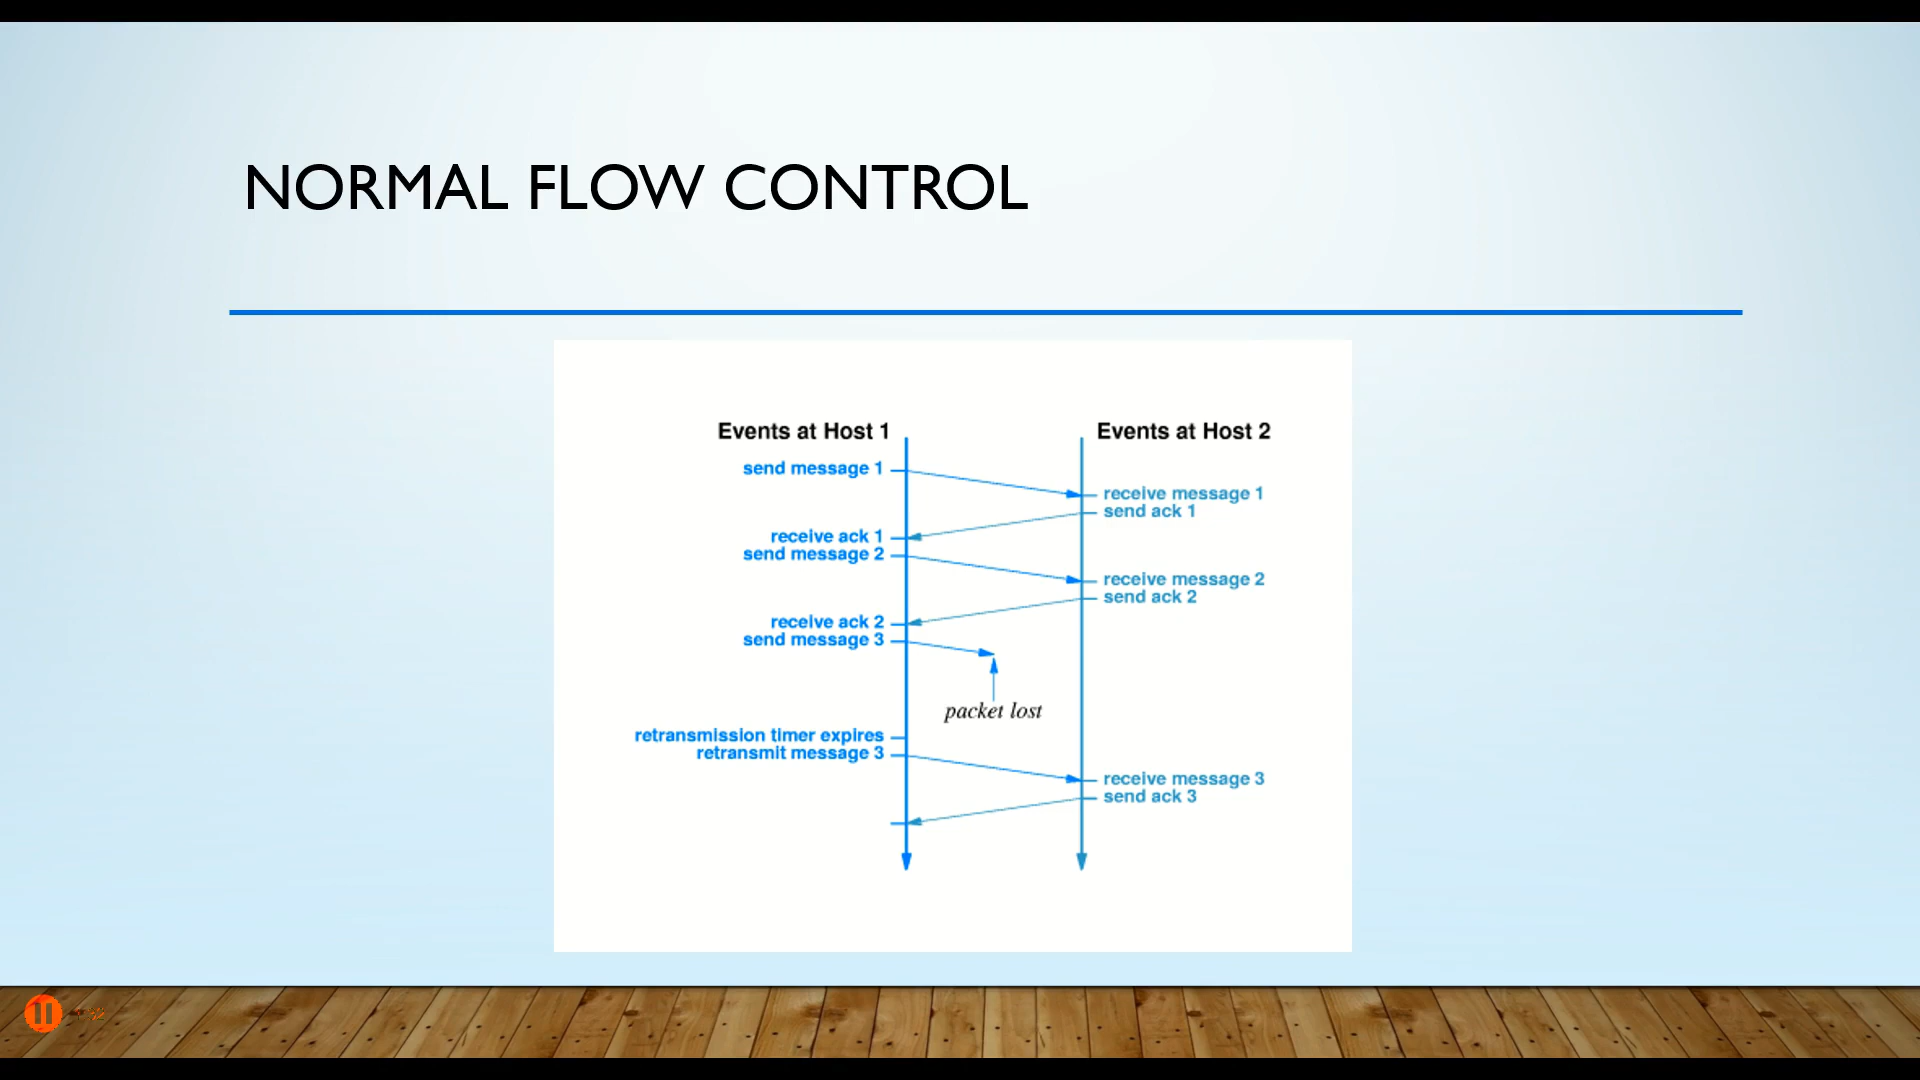 NORMAL FLOW CONTROL
Events at Host 1
Events at Host 2
send message 1
receive message 1
send ack 1
receive ack 1
send message 2
receive message 2
send ack 2
receive ack 2
send message 3
packet lost
retransmission timer expires
retransmit message 3
receive message 3
send ack 3